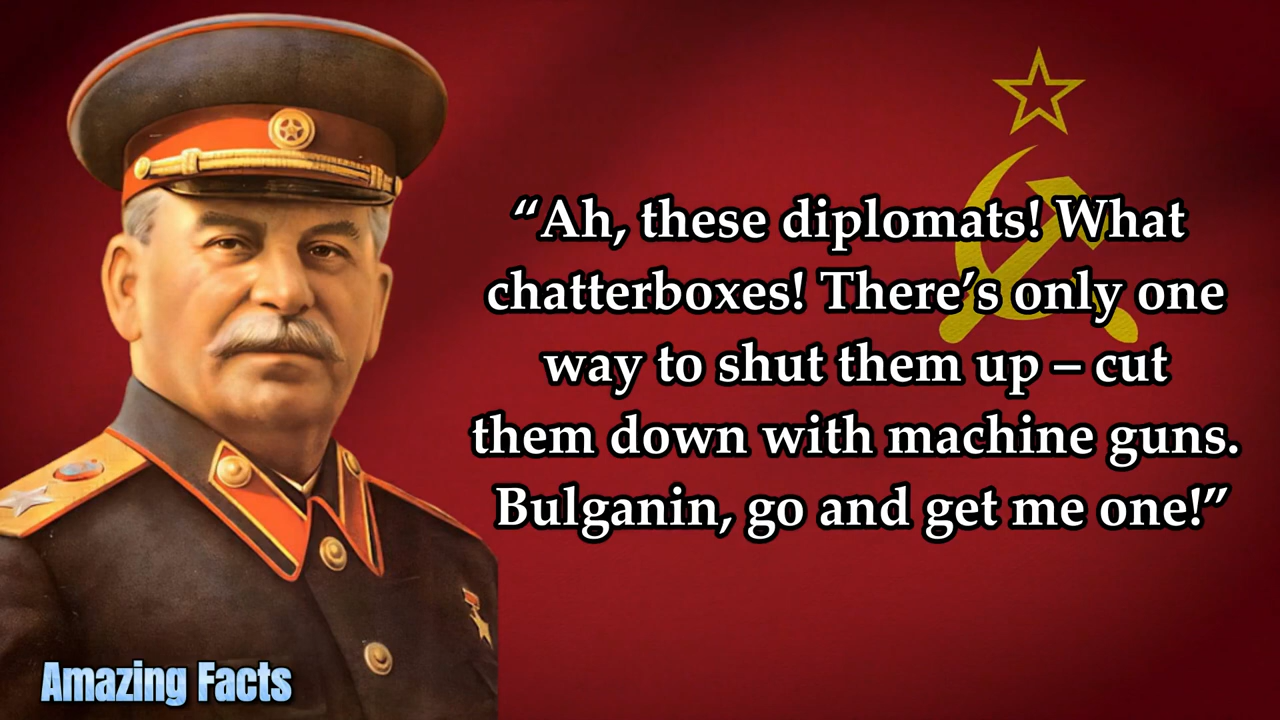 “Ah, these diplomats! What
chatterboxes! There’s only one
way to shut them up – cut
them down with machine guns.
Bulganin, go and get me one!”
Amazing Facts